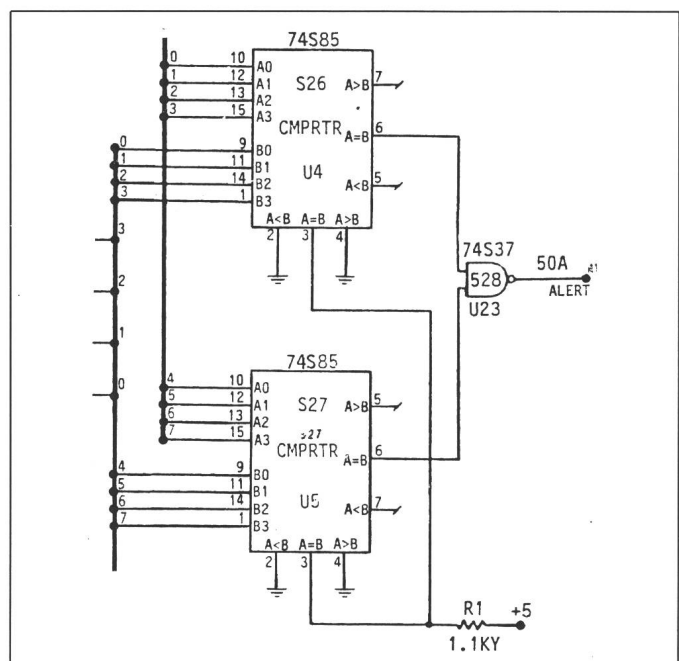 74S85
0 10 A0
1 12 A1
2 13 A2
3 15 A3
S26
A>B 7
CMPRTR
A=B 6
0 9 B0
1 11 B1
2 14 B2
3 1 B3
U4
A<B 5
A<B A=B A>B
2 3 4
3
2
1
0
74S37
528
U23
50A
ALERT
74S85
4 10 A0
5 12 A1
6 13 A2
7 15 A3
S27
A>B 5
CMPRTR
A=B 6
4 9 B0
5 11 B1
6 14 B2
7 1 B3
U5
A<B 7
A<B A=B A>B
2 3 4
R1
+5
1.1KY